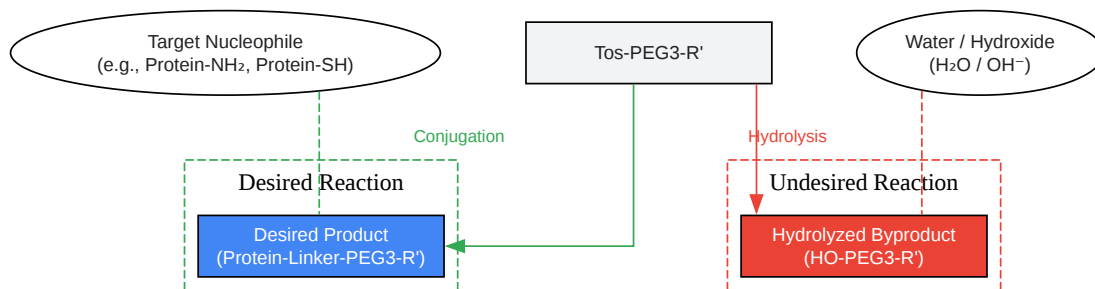 Target Nucleophile
(e.g., Protein-NH₂, Protein-SH)
Tos-PEG3-R'
Water / Hydroxide
(H₂O / OH⁻)
Conjugation
Hydrolysis
Desired Reaction
Undesired Reaction
Desired Product
(Protein-Linker-PEG3-R')
Hydrolyzed Byproduct
(HO-PEG3-R')